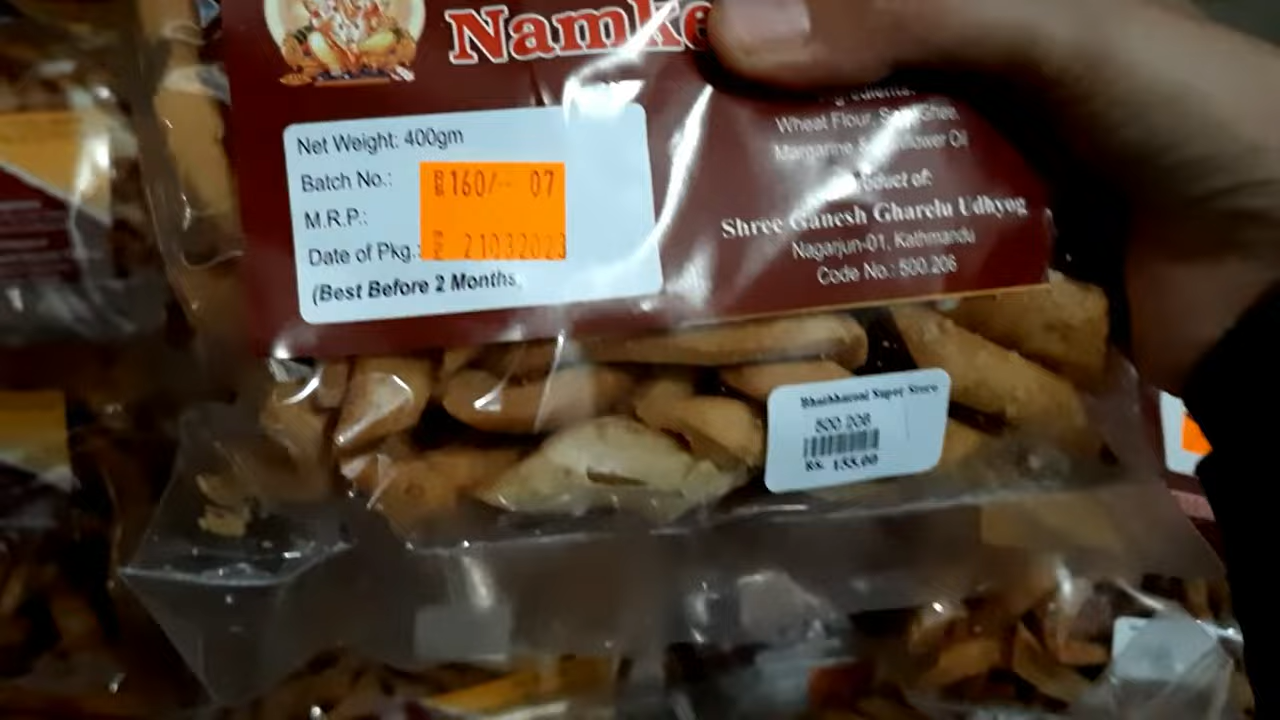 Namke
Net Weight: 400gm
Batch No.:
160/-- 07
M.R.P.:
Date of Pkg.:
21032023
(Best Before 2 Months
Wheat Flour,
Margarine
Product of:
Shree Ganesh Gharelu Udhyog
Nagarjun-01, Kathmandu
Code No.: 500.206
Super Store
500.206
RS. 155.00